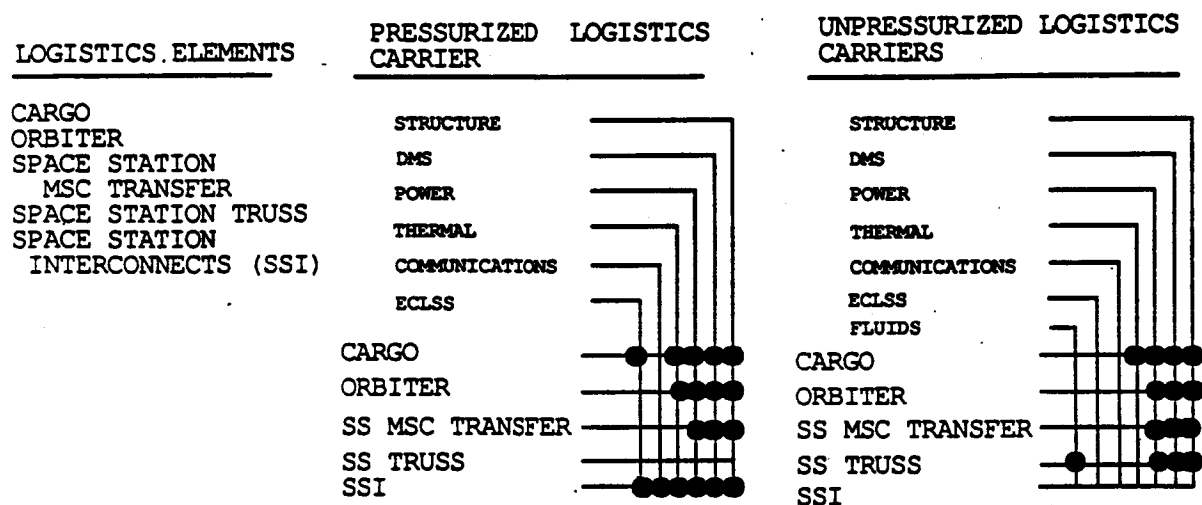 LOGISTICS.ELEMENTS
CARGO
ORBITER
SPACE STATION
MSC TRANSFER
SPACE STATION TRUSS
SPACE STATION
INTERCONNECTS (SSI)
PRESSURIZED LOGISTICS
CARRIER
STRUCTURE
DMS
POWER
THERMAL
COMMUNICATIONS
ECLSS
CARGO
ORBITER
SS MSC TRANSFER
SS TRUSS
SSI
UNPRESSURIZED LOGISTICS
CARRIERS
STRUCTURE
DMS
POWER
THERMAL
COMMUNICATIONS
ECLSS
FLUIDS
CARGO
ORBITER
SS MSC TRANSFER
SS TRUSS
SSI